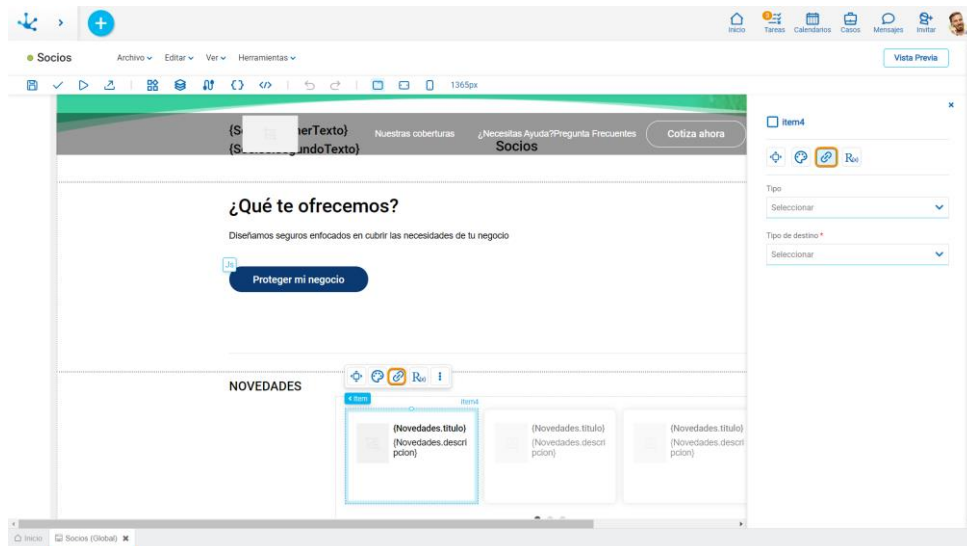 Inicio
Tareas
Calendarios
Casos
Mensajes
Invitar
Socios
Archivo
Editar
Ver
Herramientas
Vista Previa
1365px
nerTexto}
undoTexto}
Nuestras coberturas
¿Necesitas Ayuda?Pregunta Frecuentes
Socios
Cotiza ahora
item4
Tipo
Seleccionar
Tipo de destino *
Seleccionar
¿Qué te ofrecemos?
Diseñamos seguros enfocados en cubrir las necesidades de tu negocio
Js
Proteger mi negocio
NOVEDADES
< Item
item4
{Novedades.titulo}
{Novedades.descri
pcion}
{Novedades.titulo}
{Novedades.descri
pcion}
{Novedades.titulo}
{Novedades.descri
pcion}
Inicio
Socios (Global)